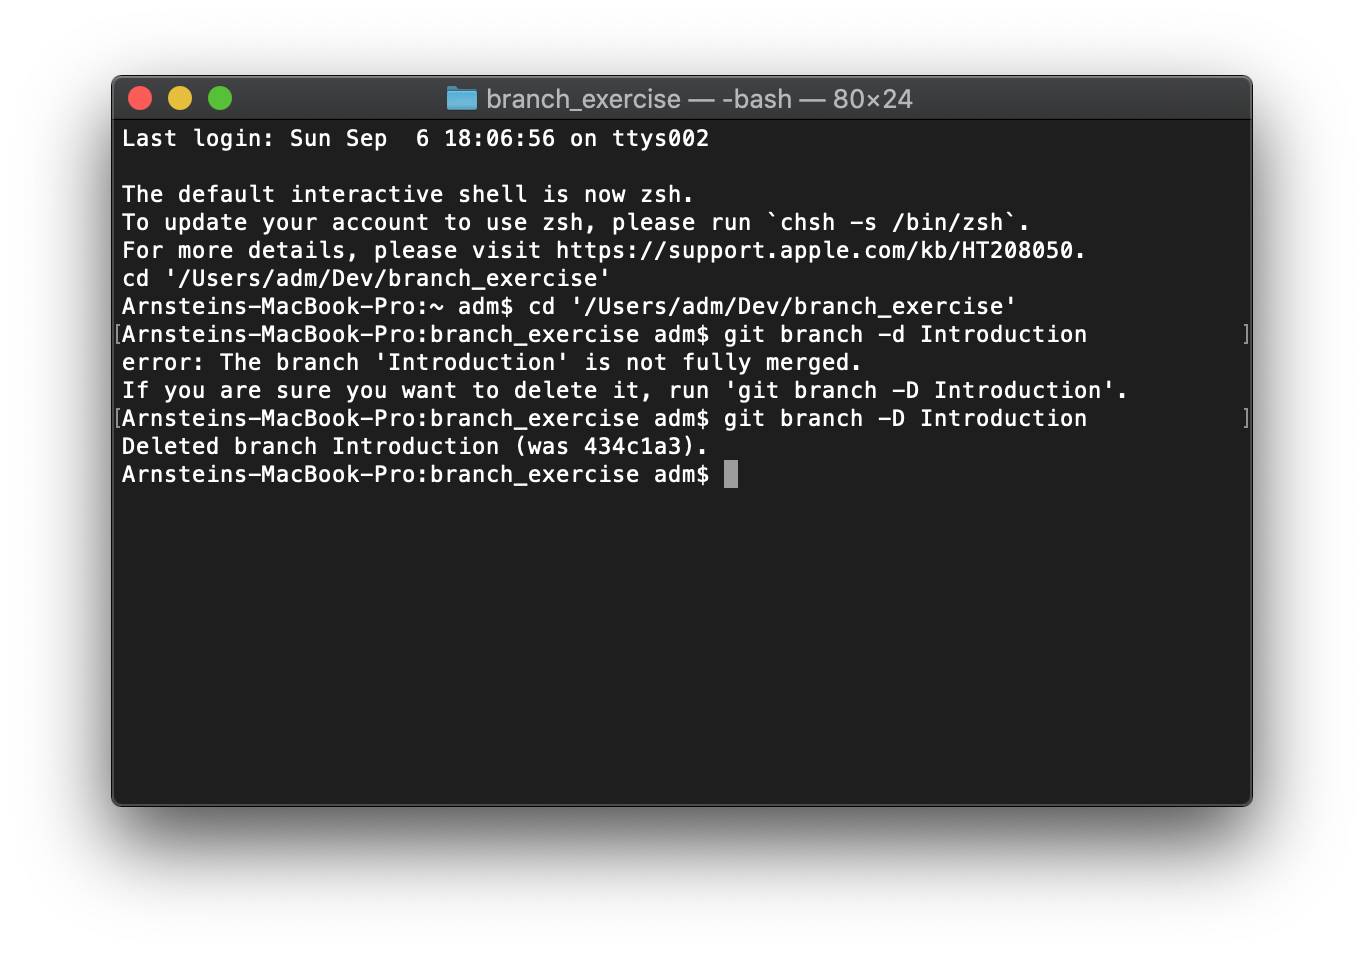 branch_exercise — -bash — 80×24
Last login: Sun Sep  6 18:06:56 on ttys002
The default interactive shell is now zsh.
To update your account to use zsh, please run `chsh -s /bin/zsh`.
For more details, please visit https://support.apple.com/kb/HT208050.
cd '/Users/adm/Dev/branch_exercise'
Arnsteins-MacBook-Pro:~ adm$ cd '/Users/adm/Dev/branch_exercise'
[Arnsteins-MacBook-Pro:branch_exercise adm$ git branch -d Introduction ]
error: The branch 'Introduction' is not fully merged.
If you are sure you want to delete it, run 'git branch -D Introduction'.
[Arnsteins-MacBook-Pro:branch_exercise adm$ git branch -D Introduction ]
Deleted branch Introduction (was 434c1a3).
Arnsteins-MacBook-Pro:branch_exercise adm$